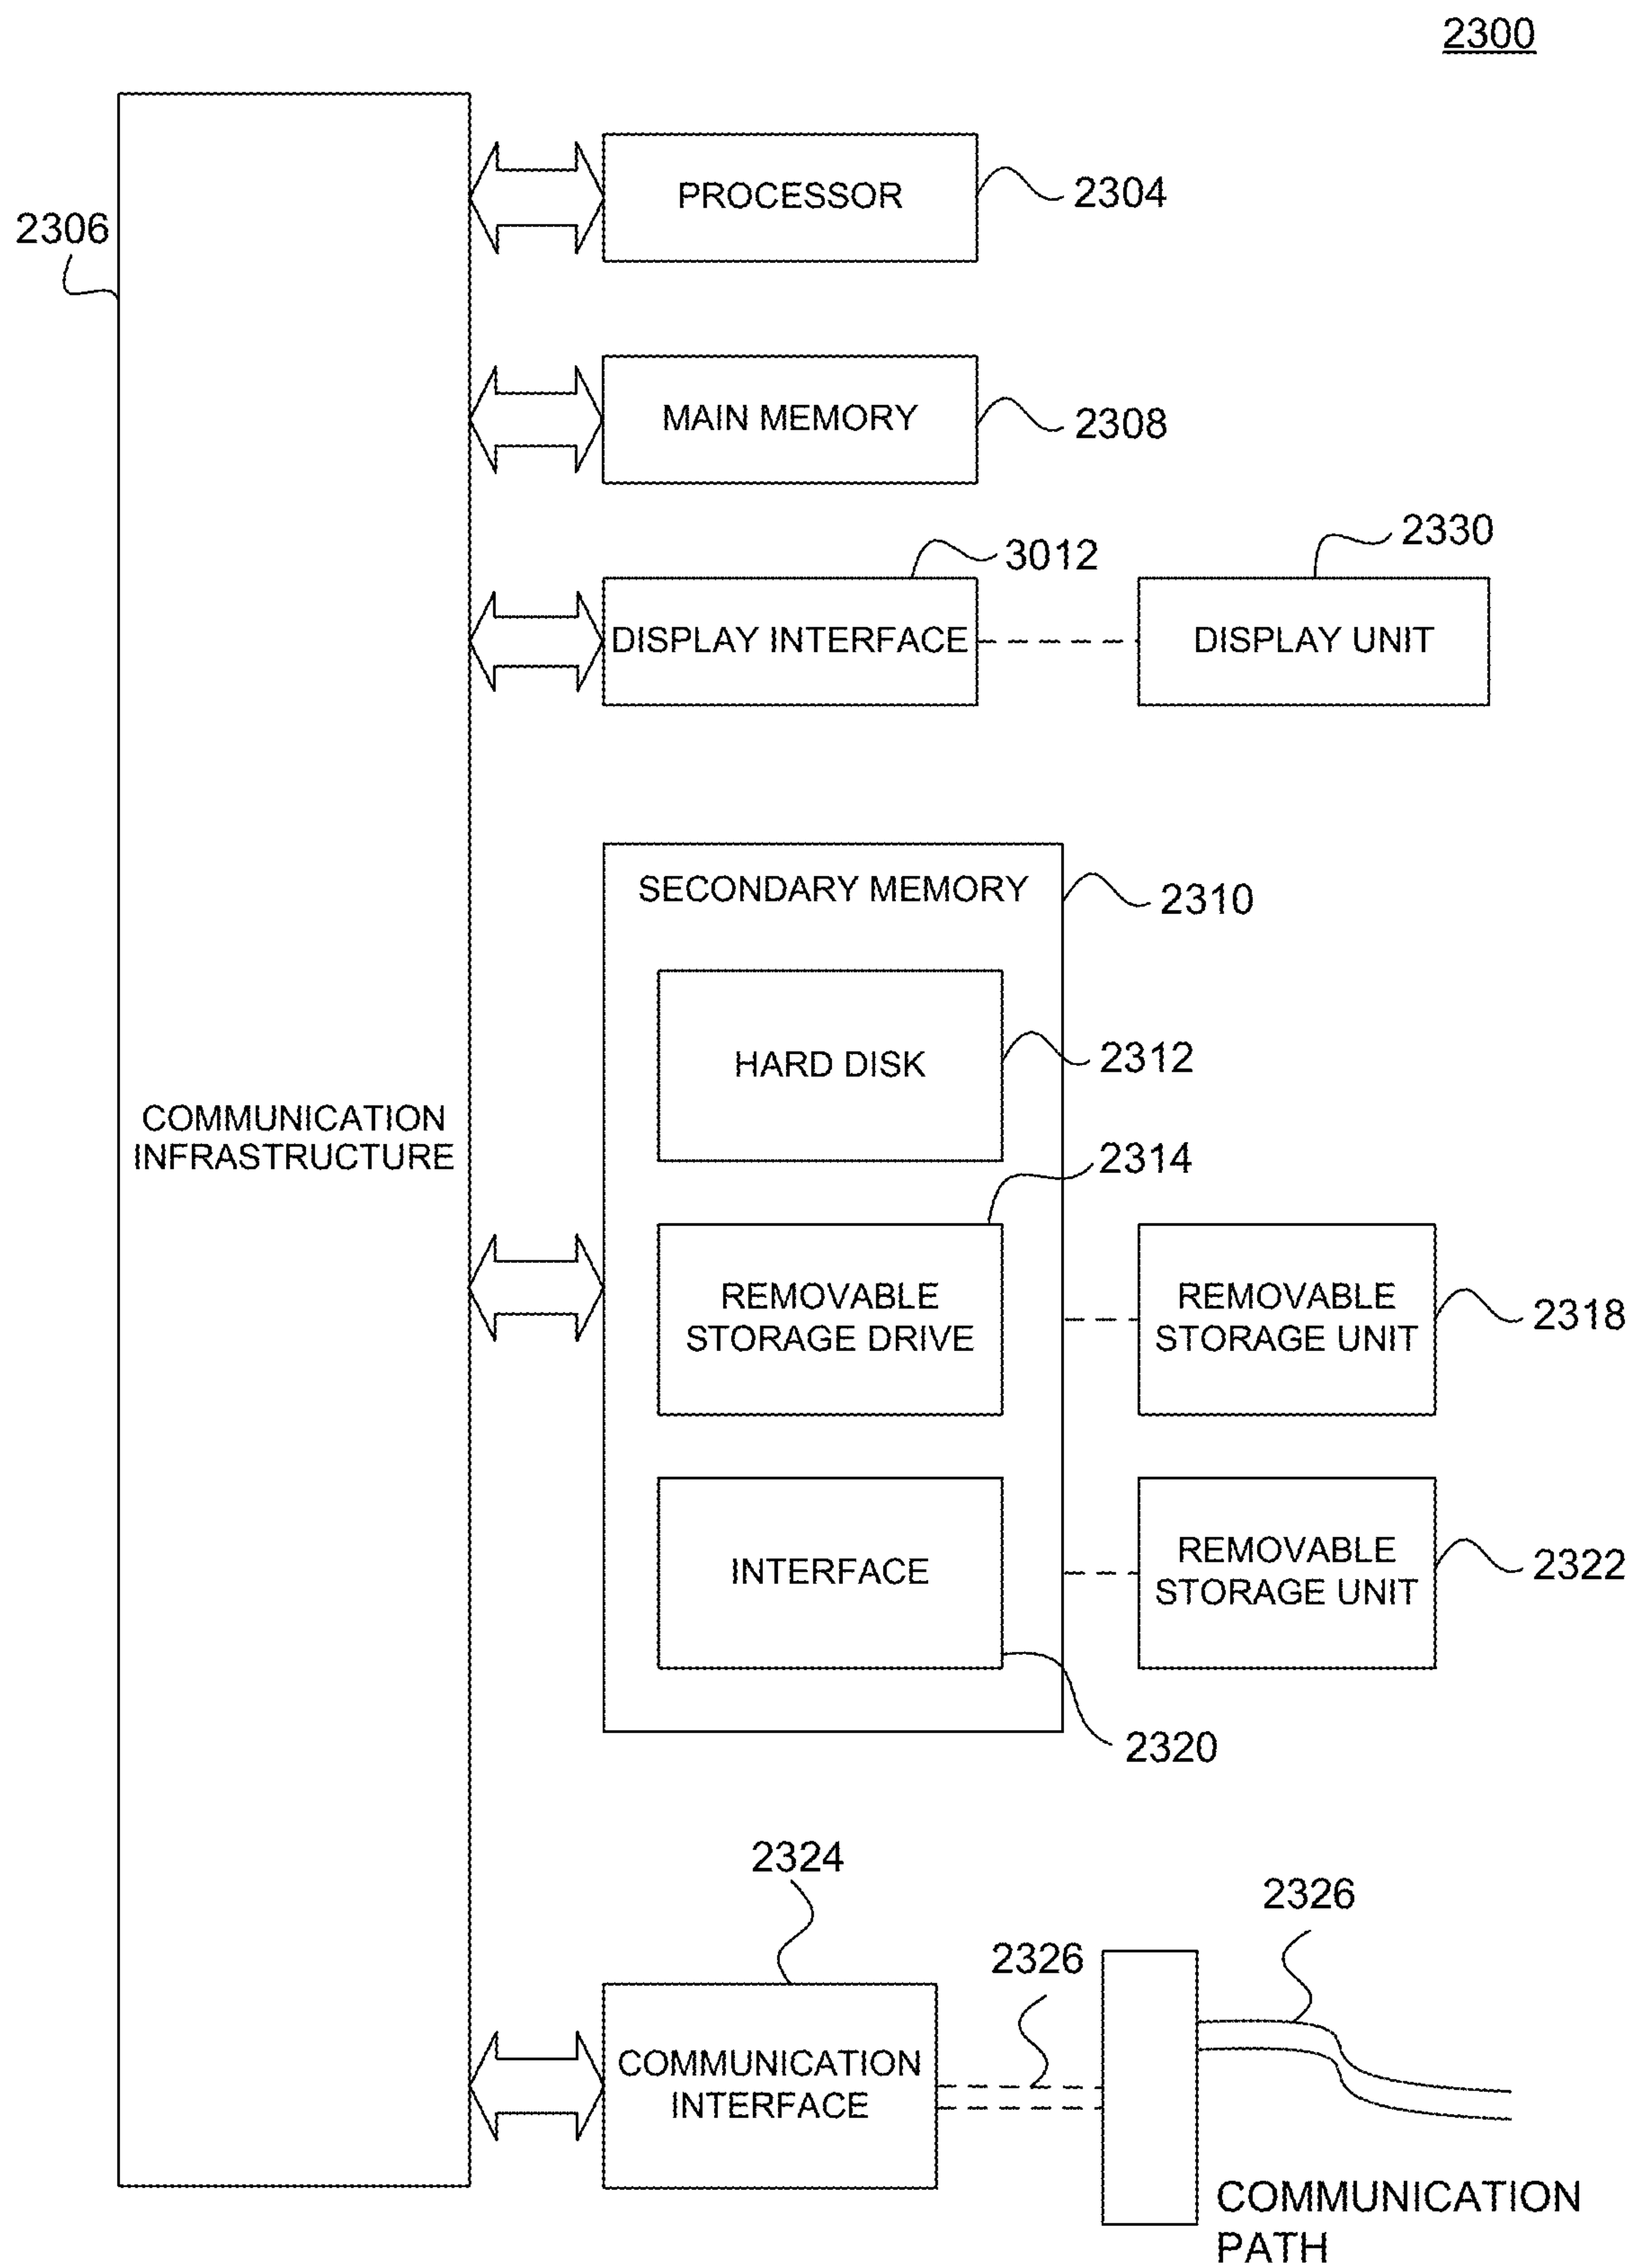 2300
PROCESSOR
2304
2306
MAIN MEMORY
2308
3012
2330
DISPLAY INTERFACE
DISPLAY UNIT
SECONDARY MEMORY
2310
HARD DISK
2312
COMMUNICATION
INFRASTRUCTURE
2314
REMOVABLE
STORAGE DRIVE
REMOVABLE
STORAGE UNIT
2318
INTERFACE
REMOVABLE
STORAGE UNIT
2322
2320
2324
2326
2326
COMMUNICATION
INTERFACE
COMMUNICATION
PATH